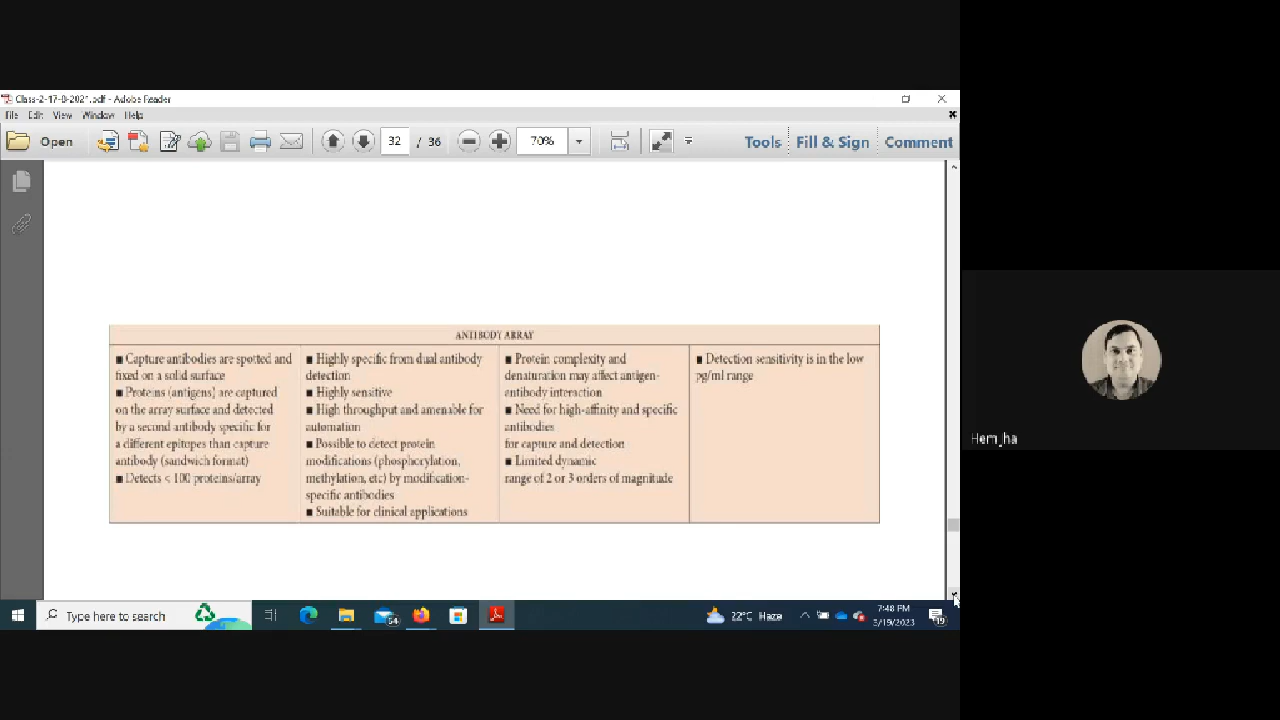 Class-2-17-8-2021.pdf - Adobe Reader
File Edit View Window Help
Open
32 / 36
70%
Tools Fill & Sign Comment
ANTIBODY ARRAY
■ Capture antibodies are spotted and
fixed on a solid surface
■ Proteins (antigens) are captured
on the array surface and detected
by a second antibody specific for
a different epitopes than capture
antibody (sandwich format)
■ Detects < 100 proteins/array
■ Highly specific from dual antibody
detection
■ Highly sensitive
■ High throughput and amenable for
automation
■ Possible to detect protein
modifications (phosphorylation,
methylation, etc) by modification-
specific antibodies
■ Suitable for clinical applications
■ Protein complexity and
denaturation may affect antigen-
antibody interaction
■ Need for high-affinity and specific
antibodies
for capture and detection
■ Limited dynamic
range of 2 or 3 orders of magnitude
■ Detection sensitivity is in the low
pg/ml range
Hem jha
Type here to search
64
22°C Haze
7:48 PM
3/19/2023
19